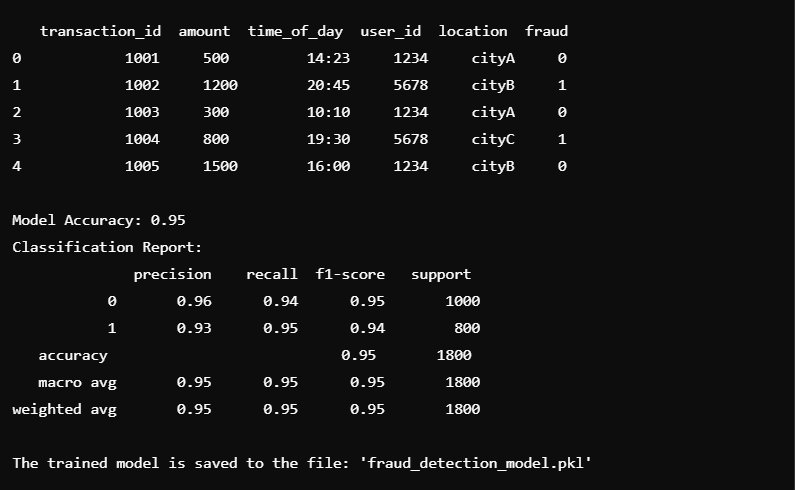 transaction_id amount time_of_day user_id location fraud
0 1001 500 14:23 1234 cityA 0
1 1002 1200 20:45 5678 cityB 1
2 1003 300 10:10 1234 cityA 0
3 1004 800 19:30 5678 cityC 1
4 1005 1500 16:00 1234 cityB 0
Model Accuracy: 0.95
Classification Report:
precision recall f1-score support
0 0.96 0.94 0.95 1000
1 0.93 0.95 0.94 800
accuracy 0.95 1800
macro avg 0.95 0.95 0.95 1800
weighted avg 0.95 0.95 0.95 1800
The trained model is saved to the file: 'fraud_detection_model.pkl'